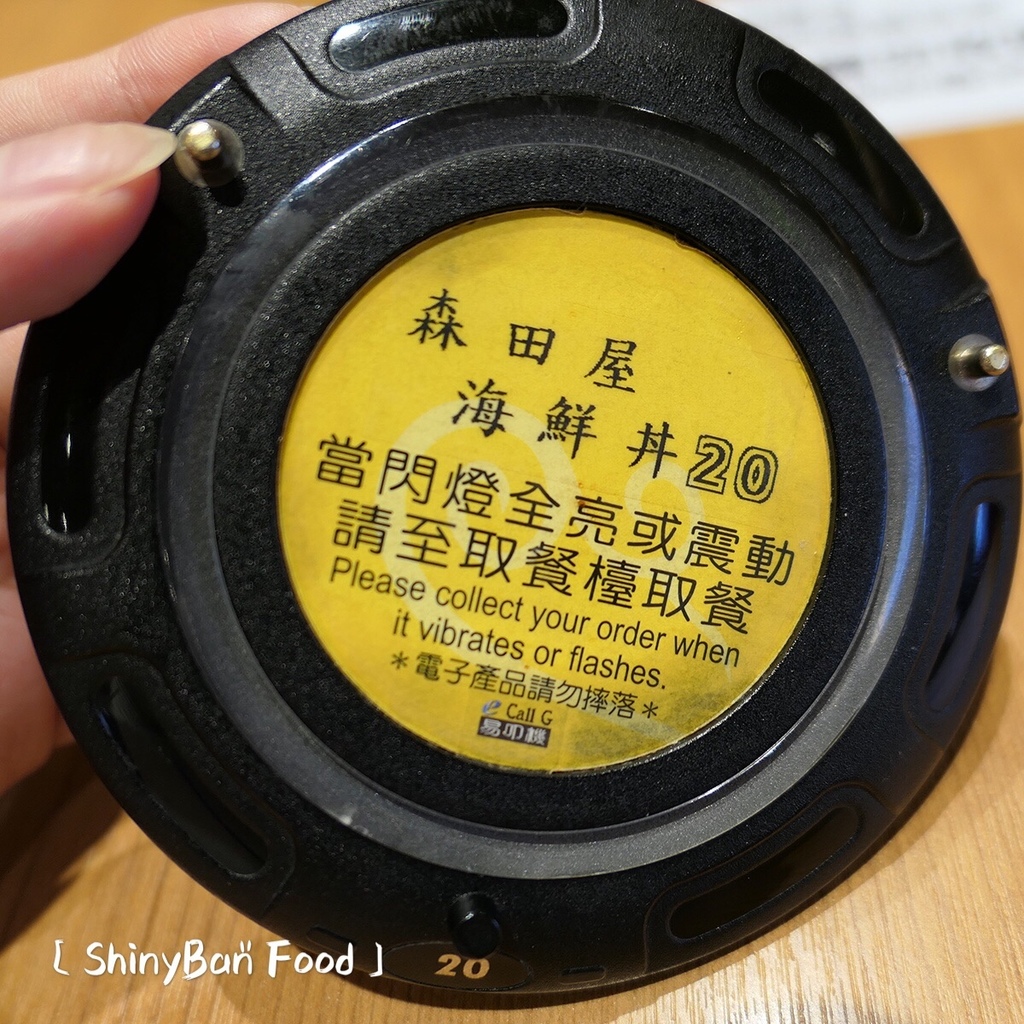 森田屋
海鮮丼20
當閃燈全亮或震動
請至取餐檯取餐
Please collect your order when
it vibrates or flashes.
＊電子產品請勿摔落＊
Call G
易叩機
20
[ ShinyBan Food ]